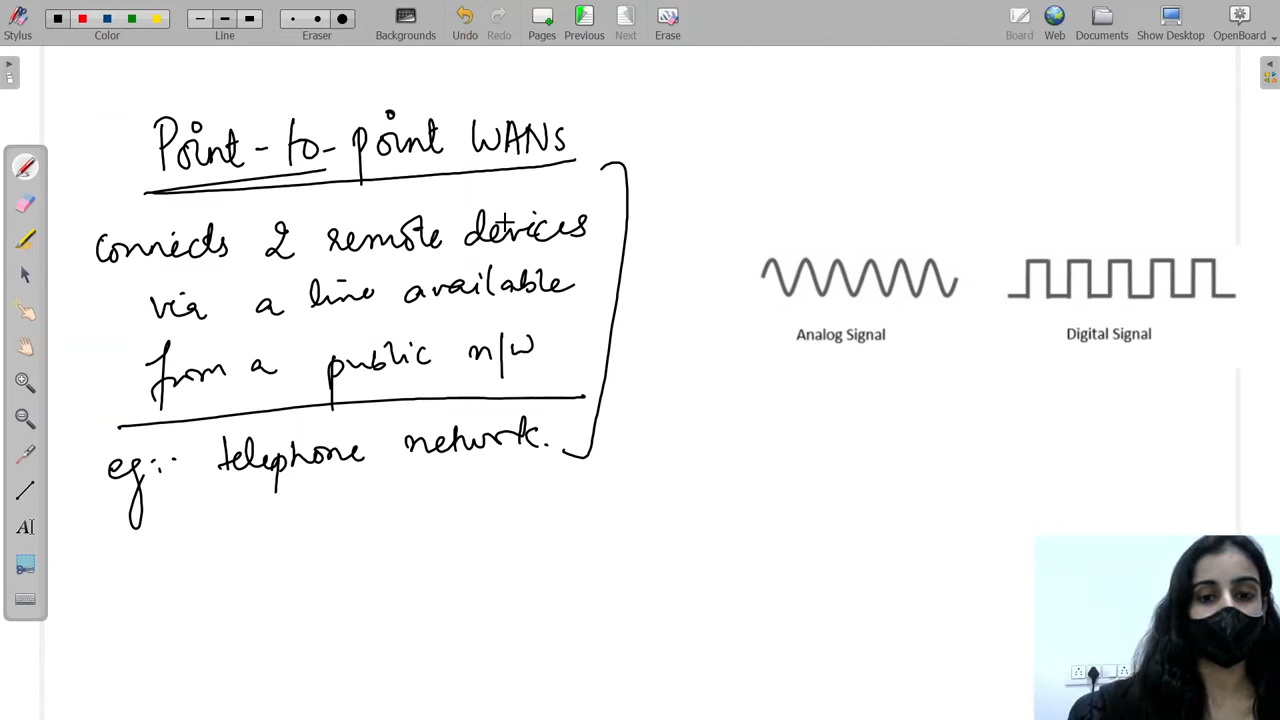 Stylus
Color
Line
Eraser
Backgrounds
Undo
Redo
Pages
Previous
Next
Erase
Board
Web
Documents
Show Desktop
OpenBoard
Point-to-point WANs
connects 2 remote devices
via a line available
from a public n/w
eg:- telephone network.
Analog Signal
Digital Signal